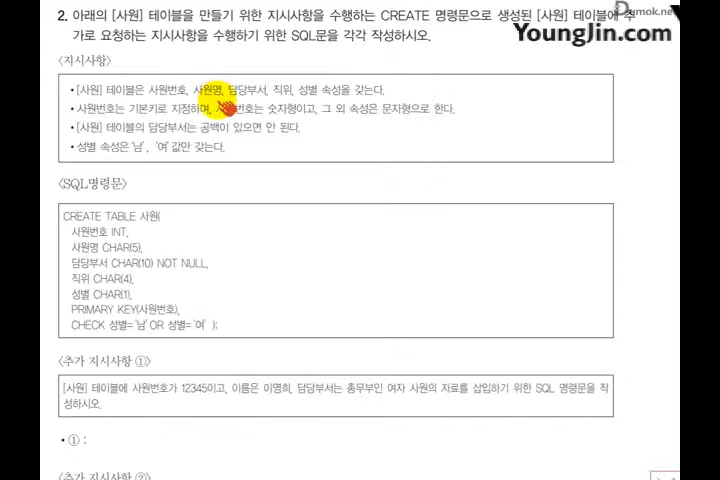 2. 아래의 [사원] 테이블을 만들기 위한 지시사항을 수행하는 CREATE 명령문으로 생성된 [사원] 테이블에 추
가로 요청하는 지시사항을 수행하기 위한 SQL문을 각각 작성하시오.
Dumok.net
YoungJin.com
〈지시사항〉
• [사원] 테이블은 사원번호, 사원명, 담당부서, 직위, 성별 속성을 갖는다.
• 사원번호는 기본키로 지정하며, 사원번호는 숫자형이고, 그 외 속성은 문자형으로 한다.
• [사원] 테이블의 담당부서는 공백이 있으면 안 된다.
• 성별 속성은 '남', '여' 값만 갖는다.
〈SQL명령문〉
CREATE TABLE 사원(
사원번호 INT,
사원명 CHAR(5),
담당부서 CHAR(10) NOT NULL,
직위 CHAR(4),
성별 CHAR(1),
PRIMARY KEY(사원번호),
CHECK 성별='남' OR 성별='여' );
〈추가 지시사항 ①〉
[사원] 테이블에 사원번호가 12345이고, 이름은 이영희, 담당부서는 총무부인 여자 사원의 자료를 삽입하기 위한 SQL 명령문을 작
성하시오.
• ① :
〈추가 지시사항 ②〉